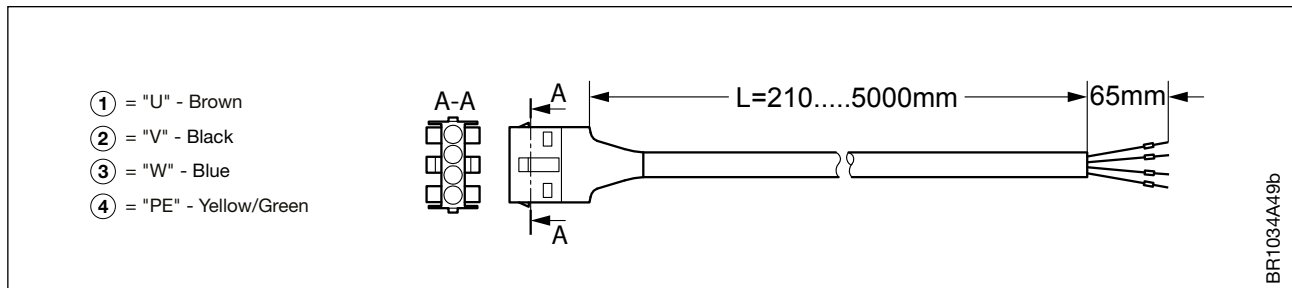 ① = "U" - Brown
② = "V" - Black
③ = "W" - Blue
④ = "PE" - Yellow/Green
A-A
A
A
L=210.....5000mm
65mm
BR1034A49b